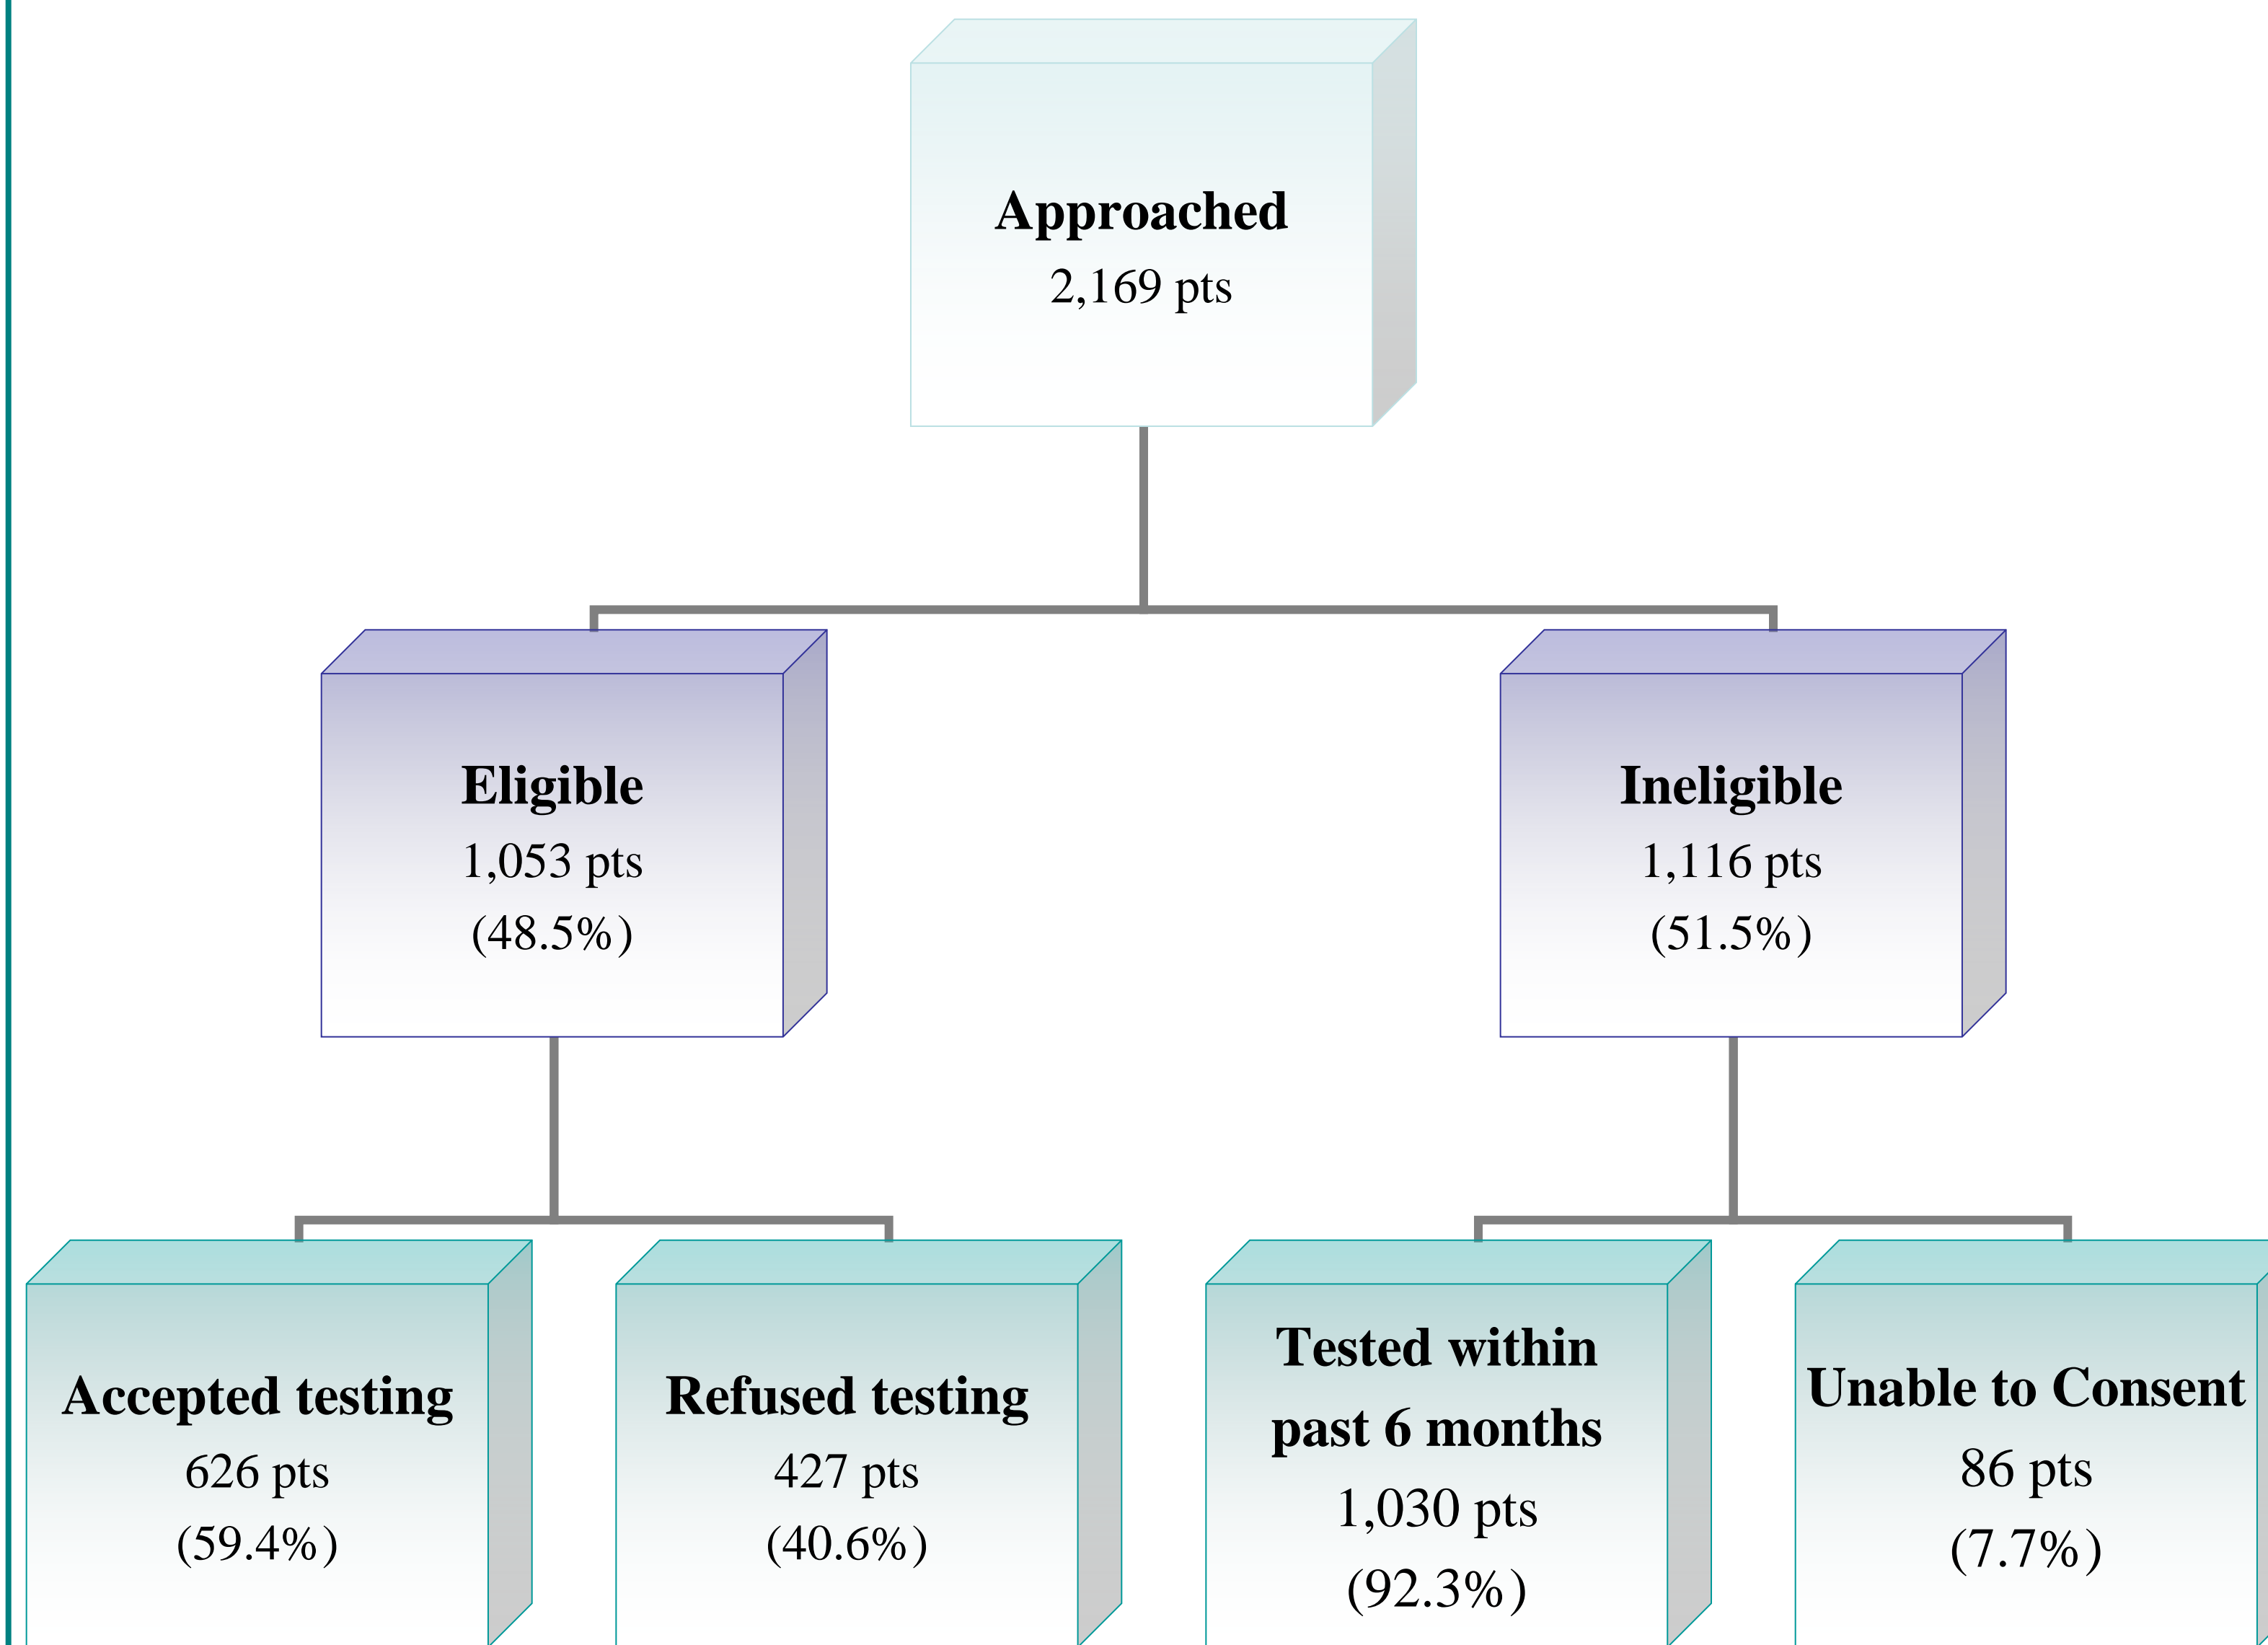 Approached
2,169 pts
Eligible
1,053 pts
(48.5%)
Ineligible
1,116 pts
(51.5%)
Accepted testing
626 pts
(59.4%)
Refused testing
427 pts
(40.6%)
Tested within
past 6 months
1,030 pts
(92.3%)
Unable to Consent
86 pts
(7.7%)